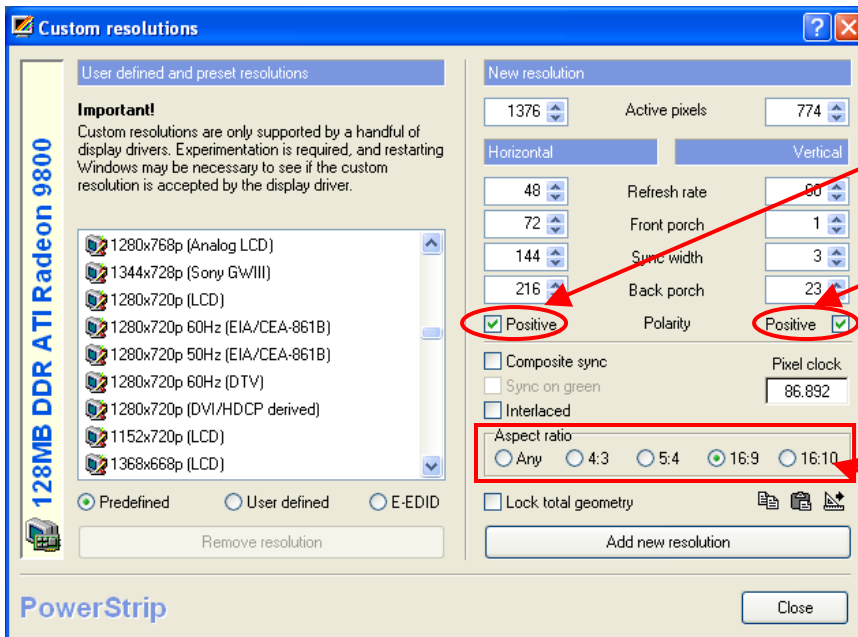 Custom resolutions
128MB DDR ATI Radeon 9800
User defined and preset resolutions
Important!
Custom resolutions are only supported by a handful of
display drivers. Experimentation is required, and restarting
Windows may be necessary to see if the custom
resolution is accepted by the display driver.
1280x768p (Analog LCD)
1344x728p (Sony GWIII)
1280x720p (LCD)
1280x720p 60Hz (EIA/CEA-861B)
1280x720p 50Hz (EIA/CEA-861B)
1280x720p 60Hz (DTV)
1280x720p (DVI/HDCP derived)
1152x720p (LCD)
1368x668p (LCD)
Predefined User defined E-EDID
Remove resolution
New resolution
1376 Active pixels 774
Horizontal Vertical
48 Refresh rate 60
72 Front porch 1
144 Sync width 3
216 Back porch 23
Positive Polarity Positive
Composite sync Pixel clock
Sync on green 86.892
Interlaced
Aspect ratio
Any 4:3 5:4 16:9 16:10
Lock total geometry
Add new resolution
PowerStrip
Close